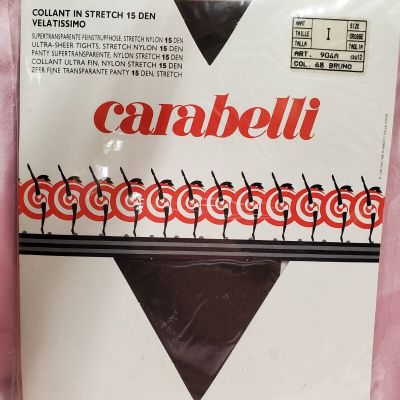 COLLANT IN STRETCH 15 DEN
VELATISSIMO
SUPERTRANSPARENTE FEINSTRUMPFHOSE, STRETCH NYLON 15 DEN
ULTRA-SHEER TIGHTS, STRETCH NYLON 15 DEN
PANTY SUPERTRANSPARENTE, NYLON STRETCH 15 DEN
COLLANT ULTRA FIN, NYLON STRETCH 15 DEN
ZEER FIJNE TRANSPARANTE PANTY 15 DEN, STRETCH
MAAT
TAILLE
TALLA
I
SIZE
GROSSE
TAGLIA
ART. 904A
COL. 68 BRUNO
carabelli